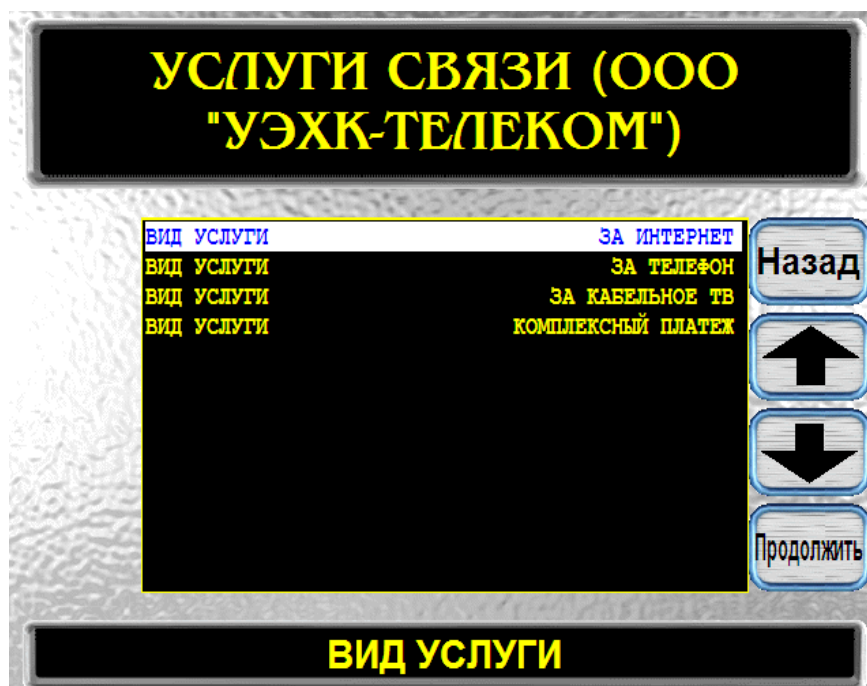 УСЛУГИ СВЯЗИ (ООО
"УЭХК-ТЕЛЕКОМ")
ВИД УСЛУГИ ЗА ИНТЕРНЕТ
ВИД УСЛУГИ ЗА ТЕЛЕФОН
ВИД УСЛУГИ ЗА КАБЕЛЬНОЕ ТВ
ВИД УСЛУГИ КОМПЛЕКСНЫЙ ПЛАТЕЖ
Назад
Продолжить
ВИД УСЛУГИ